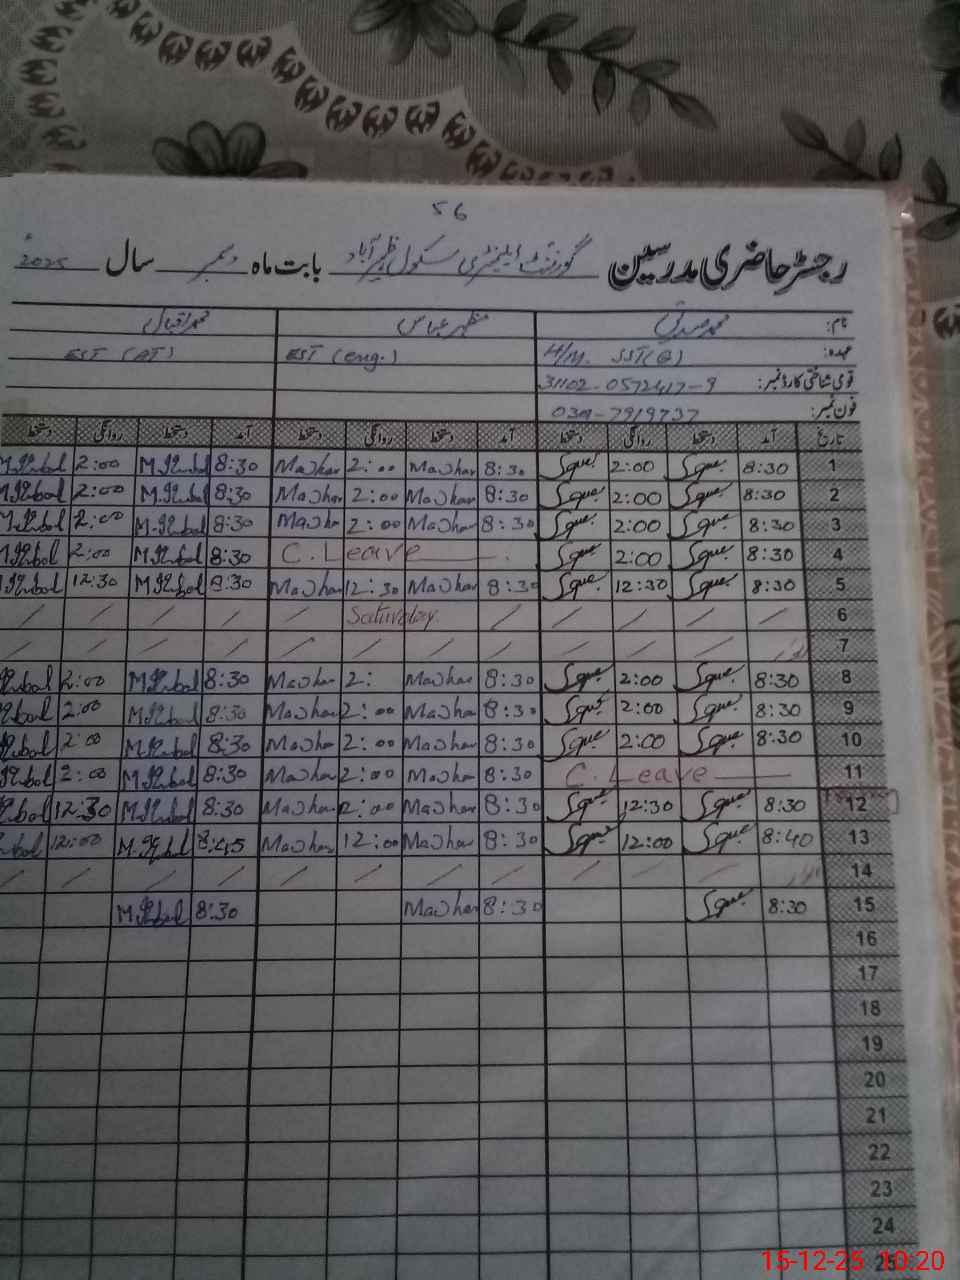 56
رجسٹر حاضری مدرسین گورنمنٹ ایلیمنٹری سکول ظہیر آباد بابت ماہ دسمبر سال 2025ء
نام: محمد صدیق مظہر عباس محمد اقبال
عہدہ: H/M. SST(G) EST (eng.) EST (AT)
قومی شناختی کارڈ نمبر: 31102-0572417-9
فون نمبر:
تاریخ آمد دستخط روانگی دستخط آمد دستخط روانگی دستخط آمد دستخط روانگی دستخط
1 8:30 2:00 8:30 Mazhar 2:00 Mazhar 8:30 M.Iqbal 2:00 M.Iqbal
2 8:30 2:00 8:30 Mazhar 2:00 Mazhar 8:30 M.Iqbal 2:00 M.Iqbal
3 8:30 2:00 8:30 Mazhar 2:00 Mazhar 8:30 M.Iqbal 2:00 M.Iqbal
4 8:30 2:00 C. Leave 8:30 M.Iqbal 2:00 M.Iqbal
5 8:30 12:30 8:30 Mazhar 12:30 Mazhar 8:30 M.Iqbal 12:30 M.Iqbal
6 Saturday
7
8 8:30 2:00 8:30 Mazhar 2: Mazhar 8:30 M.Iqbal 2:00 Iqbal
9 8:30 2:00 8:30 Mazhar 2:00 Mazhar 8:30 M.Iqbal 2:00 Iqbal
10 8:30 2:00 8:30 Mazhar 2:00 Mazhar 8:30 M.Iqbal 2:00 Iqbal
11 C. Leave 8:30 Mazhar 2:00 Mazhar 8:30 M.Iqbal 2:00 Iqbal
12 8:30 12:30 8:30 Mazhar 2:00 Mazhar 8:30 M.Iqbal 12:30 Iqbal
13 8:40 12:00 8:30 Mazhar 12:00 Mazhar 8:45 M.Iqbal 12:00
14
15 8:30 8:30 Mazhar 8:30 M.Iqbal
16
17
18
19
20
21
22
23
24
25
15-12-25 10:20